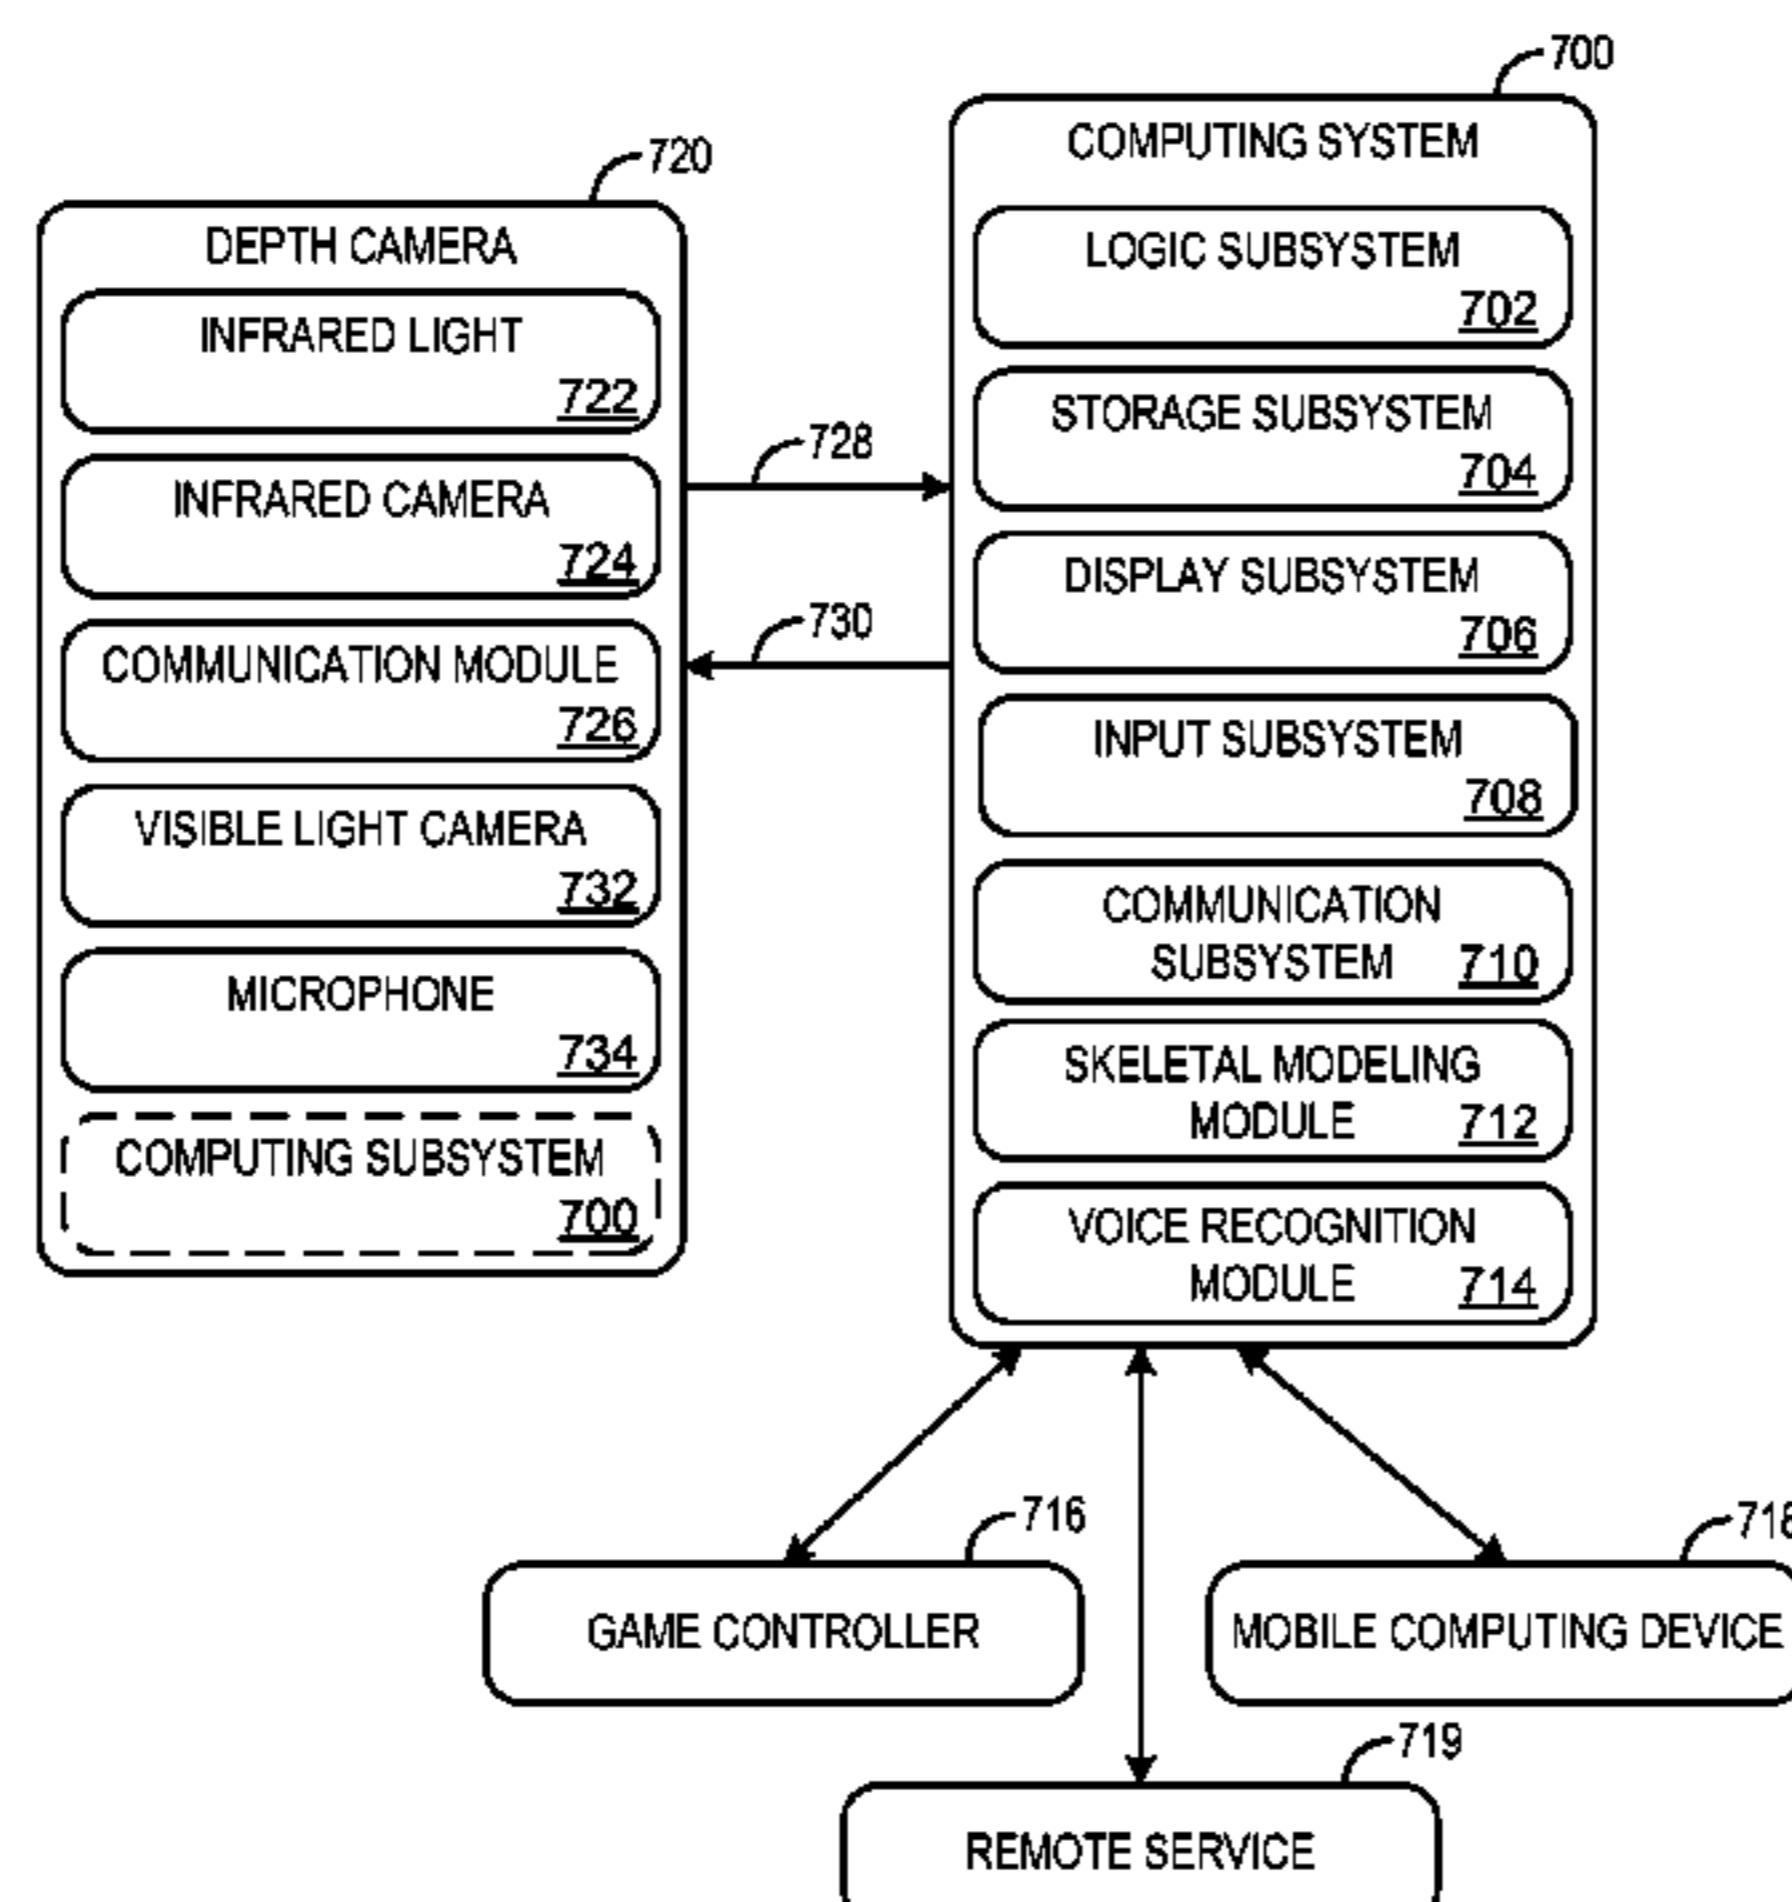 700
COMPUTING SYSTEM
720
DEPTH CAMERA
LOGIC SUBSYSTEM
702
INFRARED LIGHT
722
STORAGE SUBSYSTEM
704
728
INFRARED CAMERA
724
DISPLAY SUBSYSTEM
706
730
COMMUNICATION MODULE
726
INPUT SUBSYSTEM
708
VISIBLE LIGHT CAMERA
732
COMMUNICATION
SUBSYSTEM 710
MICROPHONE
734
SKELETAL MODELING
MODULE 712
COMPUTING SUBSYSTEM
700
VOICE RECOGNITION
MODULE 714
716
718
GAME CONTROLLER
MOBILE COMPUTING DEVICE
719
REMOTE SERVICE